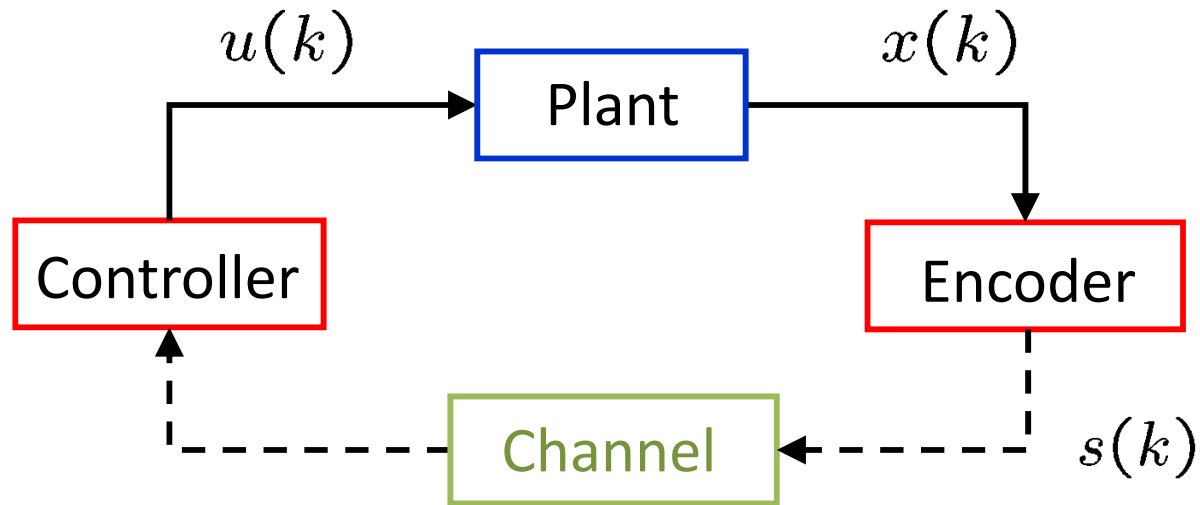 u(k)
x(k)
Plant
Controller
Encoder
Channel
s(k)